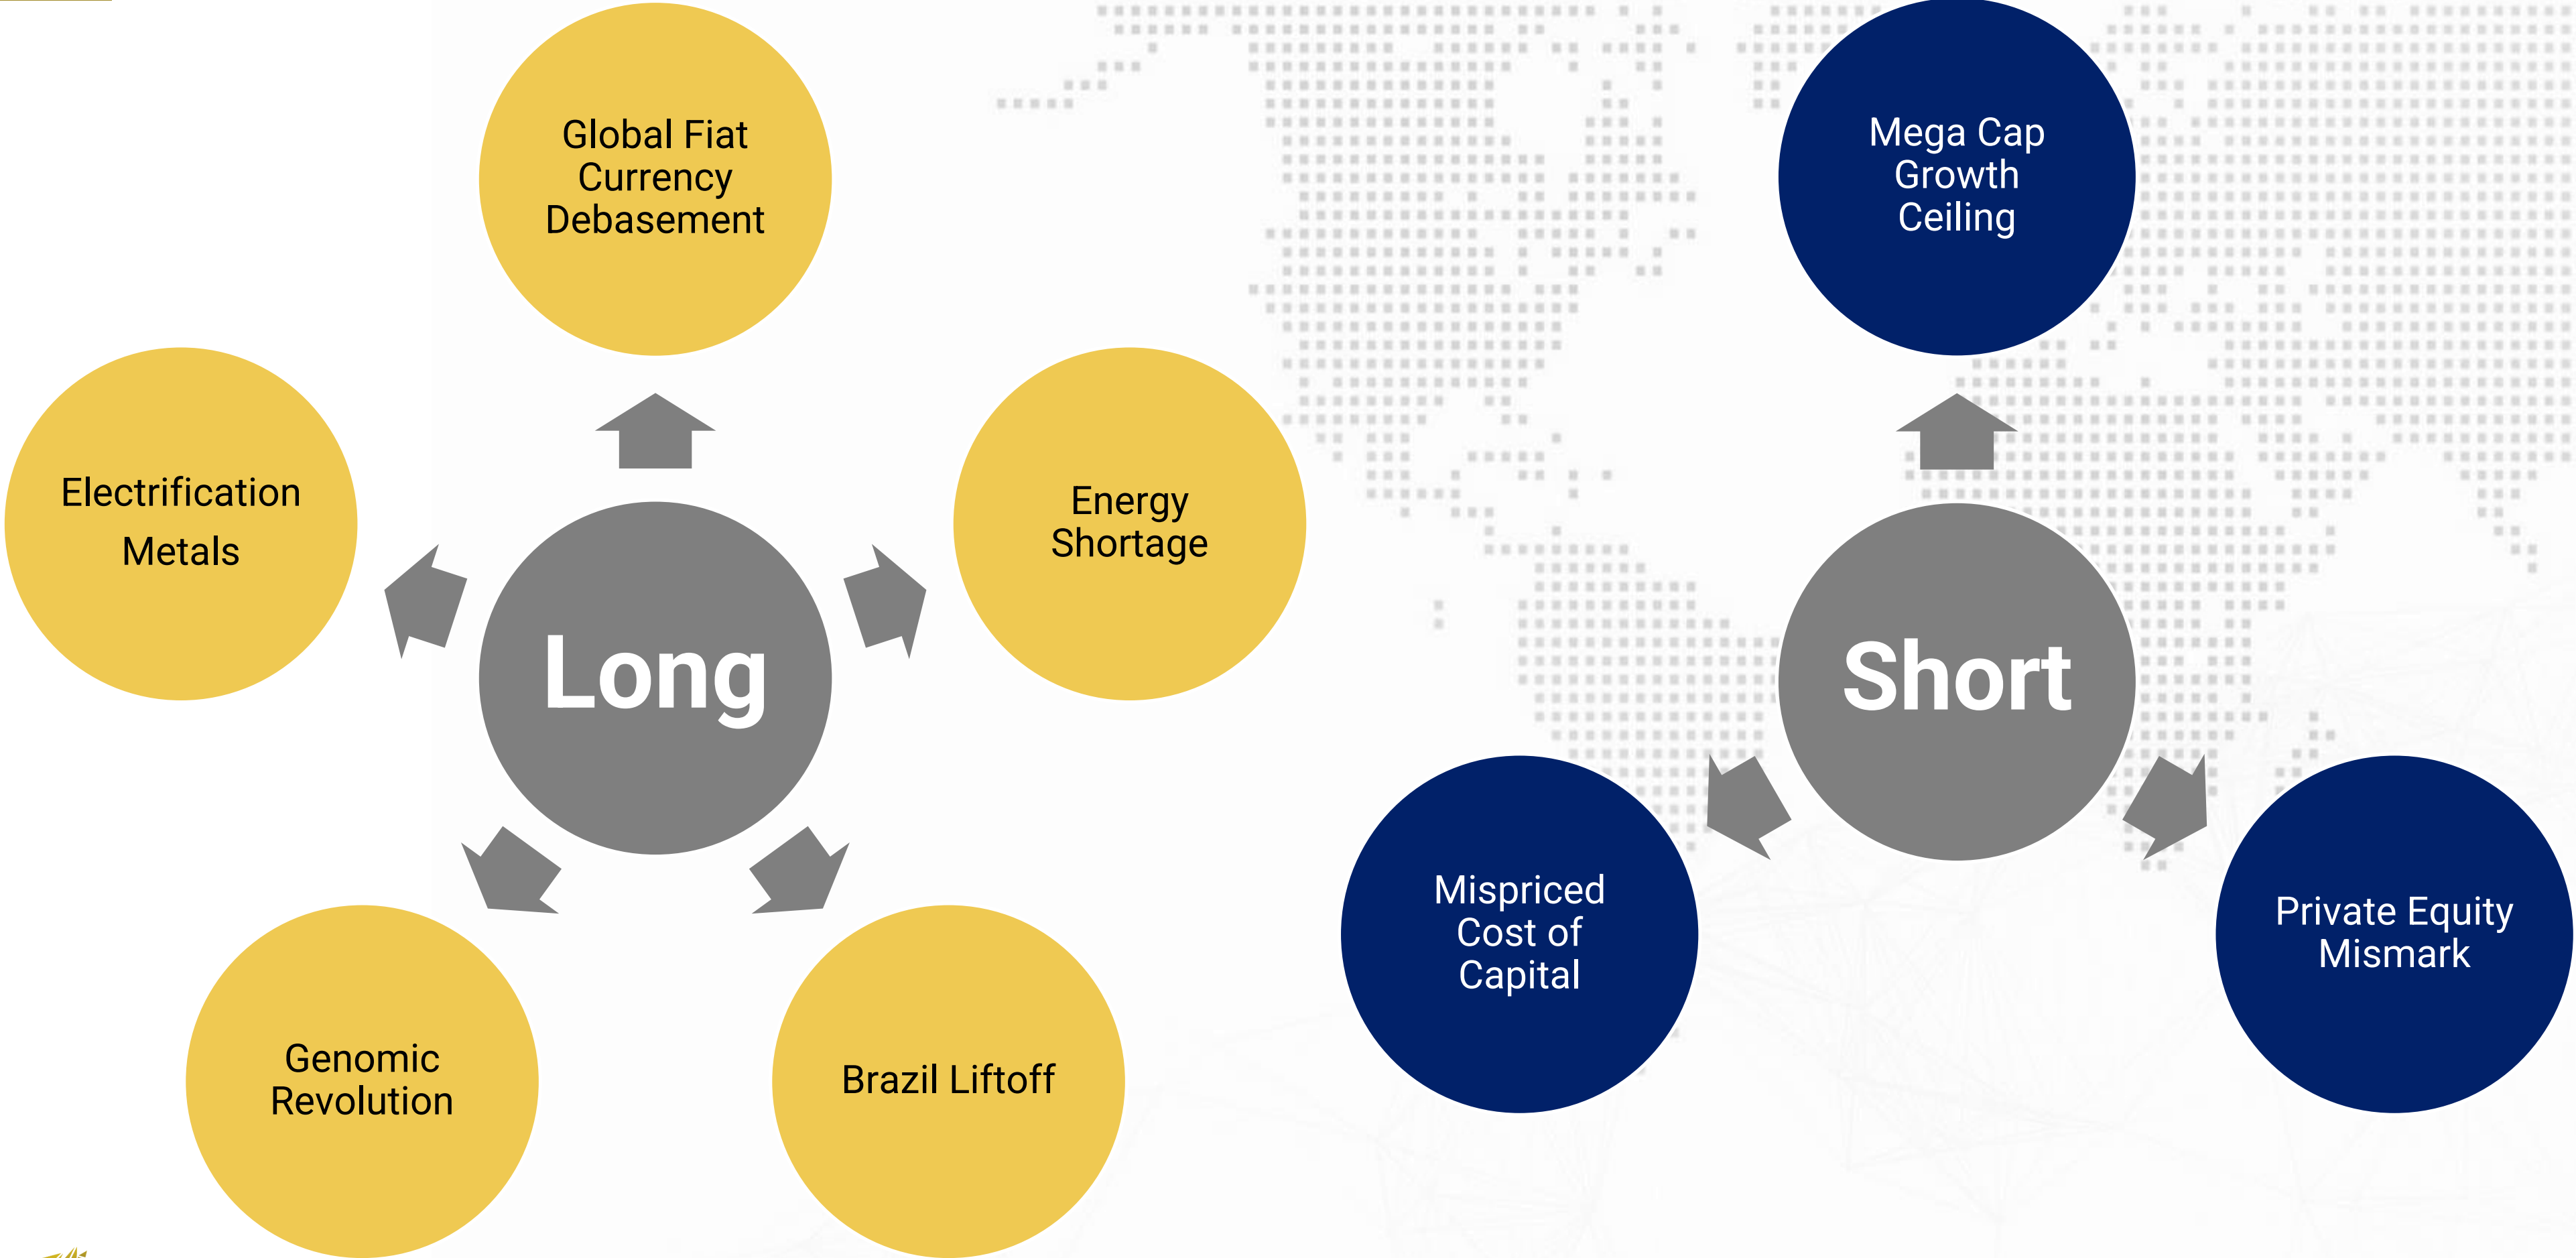 Global Fiat
Currency
Debasement
Electrification
Metals
Energy
Shortage
Long
Genomic
Revolution
Brazil Liftoff
Mega Cap
Growth
Ceiling
Short
Mispriced
Cost of
Capital
Private Equity
Mismark